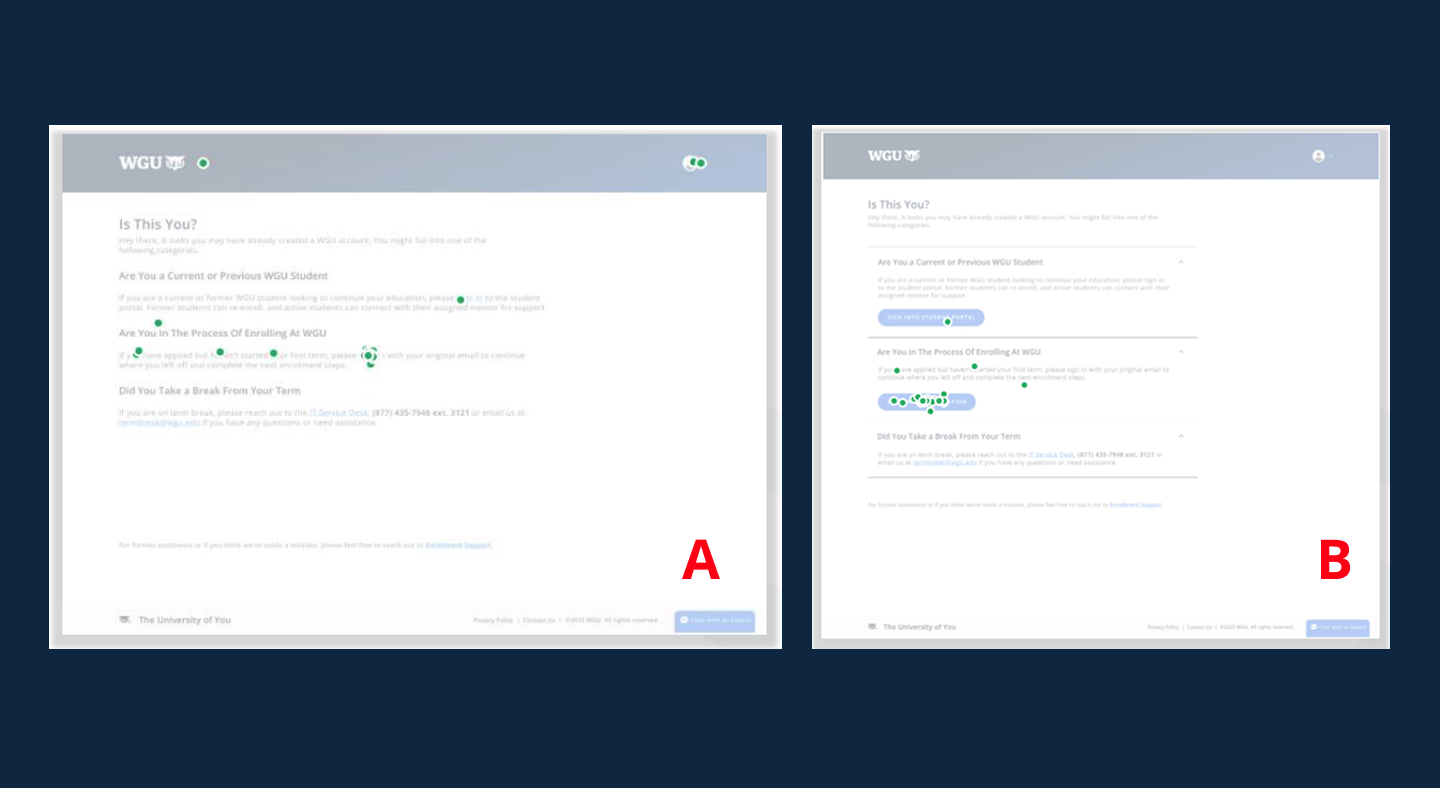 WGU
Is This You?
Hey there, it looks you may have already created a WGU account. You might fall into one of the
following categories.
Are You a Current or Previous WGU Student
If you are a current or former WGU student looking to continue your education, please in to the student
portal. Former students can re-enroll, and active students can connect with their assigned mentor for support.
Are You In The Process Of Enrolling At WGU
If have applied but started first term, please with your original email to continue
where you left off and complete the next enrollment steps.
Did You Take a Break From Your Term
If you are on term break, please reach out to the IT Service Desk, (877) 435-7948 ext. 3121 or email us at
termbreak@wgu.edu if you have any questions or need assistance.
For further assistance or if you think we've made a mistake, please feel free to reach out to Enrollment Support.
A
The University of You
Privacy Policy | Contact Us | ©2023 WGU. All rights reserved.
Chat with an Expert
WGU
Is This You?
Hey there, it looks you may have already created a WGU account. You might fall into one of the
following categories.
Are You a Current or Previous WGU Student
If you are a current or former WGU student looking to continue your education, please sign in
to the student portal. Former students can re-enroll, and active students can connect with their
assigned mentor for support.
SIGN INTO STUDENT PORTAL
Are You In The Process Of Enrolling At WGU
If applied but started your first term, please sign in with your original email to
continue where you left off and complete the next enrollment steps.
Did You Take a Break From Your Term
If you are on term break, please reach out to the IT Service Desk, (877) 435-7948 ext. 3121 or
email us at termbreak@wgu.edu if you have any questions or need assistance.
For further assistance or if you think we've made a mistake, please feel free to reach out to Enrollment Support.
B
The University of You
Privacy Policy | Contact Us | ©2023 WGU. All rights reserved.
Chat with an Expert